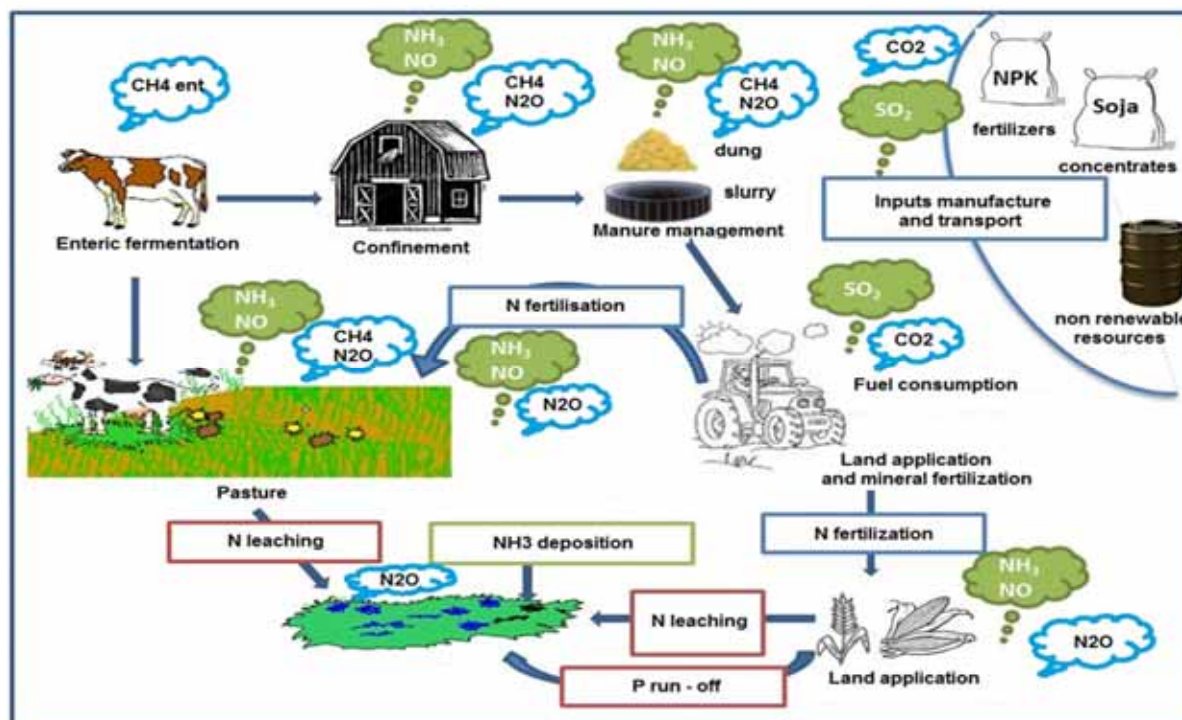 CH4 ent
NH3
NO
CH4
N2O
NH3
NO
CH4
N2O
CO2
SO2
NPK
fertilizers
Soja
concentrates
dung
slurry
Enteric fermentation
Confinement
Manure management
Inputs manufacture
and transport
non renewable
resources
NH3
NO
CH4
N2O
N fertilisation
NH3
NO
N2O
SO2
CO2
Fuel consumption
Pasture
Land application
and mineral fertilization
N leaching
NH3 deposition
N fertilization
N2O
NH3
NO
N2O
N leaching
Land application
P run - off